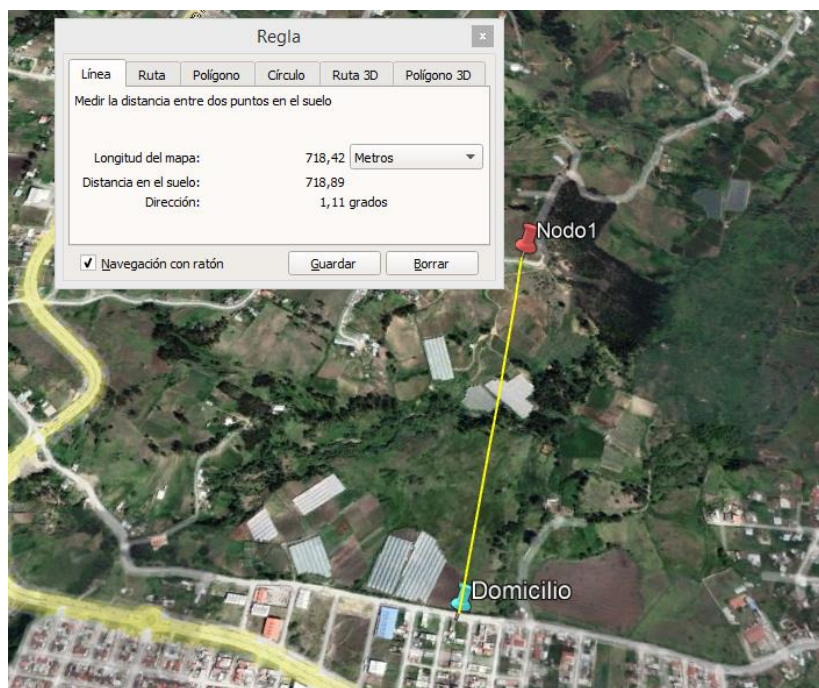 Regla
x
Línea Ruta Polígono Círculo Ruta 3D Polígono 3D
Medir la distancia entre dos puntos en el suelo
Longitud del mapa: 718,42 Metros
Distancia en el suelo: 718,89
Dirección: 1,11 grados
Navegación con ratón Guardar Borrar
Nodo1
Domicilio